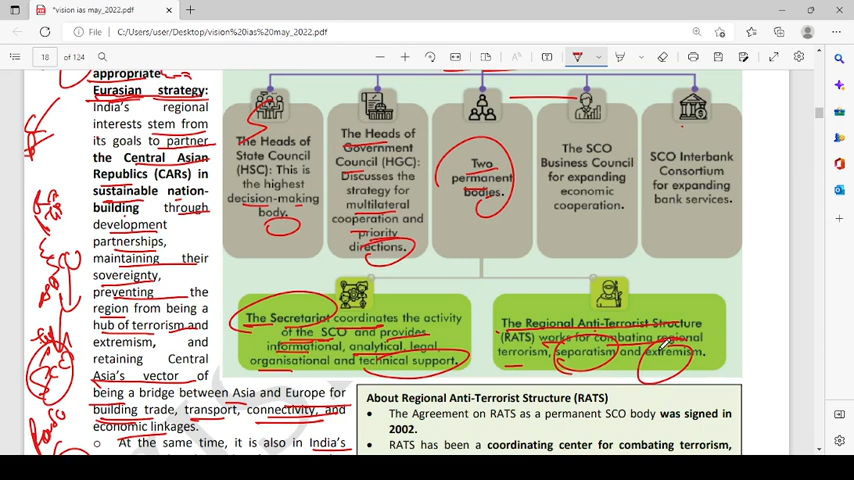 vision ias may_2022.pdf
File
C:/Users/user/Desktop/vision%20ias%20may_2022.pdf
18
of 124
appropriate
Eurasian strategy:
India's regional
interests stem from
its goals to partner
the Central Asian
Republics (CARs) in
sustainable nation-
building through
development
partnerships,
maintaining their
sovereignty,
preventing the
region from being a
hub of terrorism and
extremism, and
retaining Central
Asia's vector of
being a bridge between Asia and Europe for
building trade, transport, connectivity, and
economic linkages.
o At the same time, it is also in India's
The Heads of
State Council
(HSC): This is
the highest
decision-making
body.
The Heads of
Government
Council (HGC):
Discusses the
strategy for
multilateral
cooperation and
priority
directions.
Two
permanent
bodies.
The SCO
Business Council
for expanding
economic
cooperation.
SCO Interbank
Consortium for
expanding
bank services.
The Secretariat coordinates the activity
of the SCO and provides
informational, analytical, legal,
organisational and technical support.
The Regional Anti-Terrorist Structure
(RATS) works for combating regional
terrorism, separatism and extremism.
About Regional Anti-Terrorist Structure (RATS)
• The Agreement on RATS as a permanent SCO body was signed in
2002.
• RATS has been a coordinating center for combating terrorism,